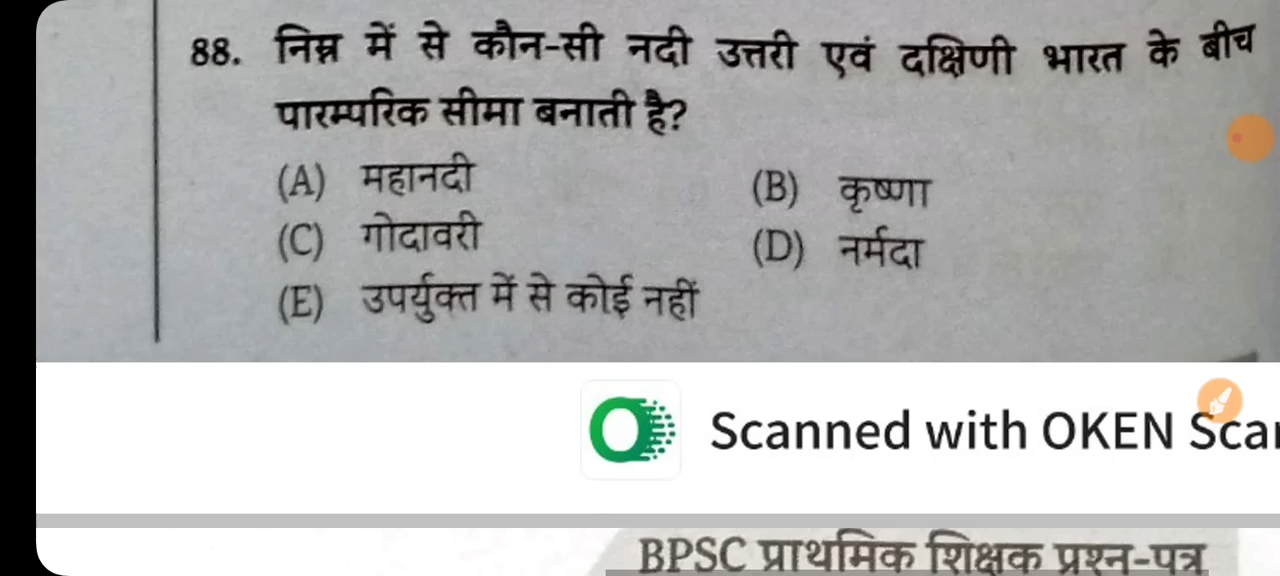 88. निम्न में से कौन-सी नदी उत्तरी एवं दक्षिणी भारत के बीच
पारम्परिक सीमा बनाती है?
(A) महानदी (B) कृष्णा
(C) गोदावरी (D) नर्मदा
(E) उपर्युक्त में से कोई नहीं
Scanned with OKEN Scan
BPSC प्राथमिक शिक्षक प्रश्न-पत्र